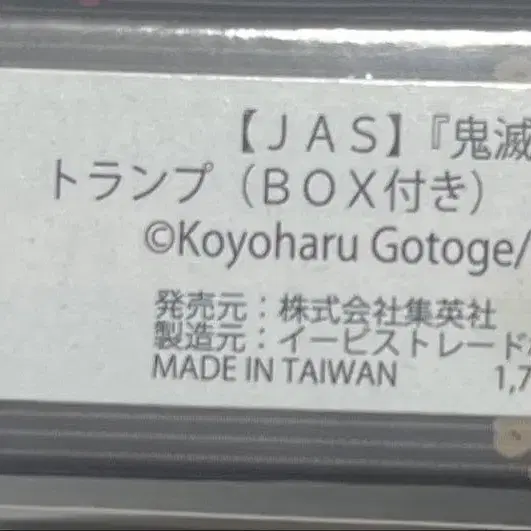 【ＪＡＳ】『鬼滅
トランプ（ＢＯＸ付き）
©Koyoharu Gotoge/
発売元：株式会社集英社
製造元：イービストレード
MADE IN TAIWAN 1,7